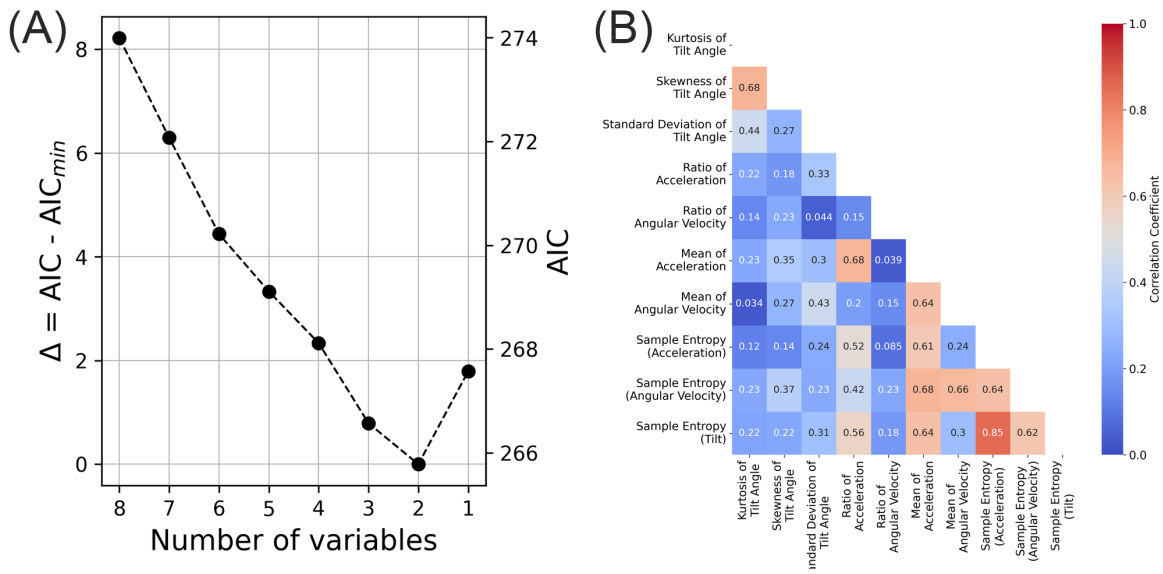 (A)
8
6
4
2
0
Δ = AIC - AICmin
274
272
270
268
266
AIC
8 7 6 5 4 3 2 1
Number of variables
(B)
Kurtosis of
Tilt Angle
Skewness of
Tilt Angle
0.68
Standard Deviation of
Tilt Angle
0.44 0.27
Ratio of
Acceleration
0.22 0.18 0.33
Ratio of
Angular Velocity
0.14 0.23 0.044 0.15
Mean of
Acceleration
0.23 0.35 0.3 0.68 0.039
Mean of
Angular Velocity
0.034 0.27 0.43 0.2 0.15 0.64
Sample Entropy
(Acceleration)
0.12 0.14 0.24 0.52 0.085 0.61 0.24
Sample Entropy
(Angular Velocity)
0.23 0.37 0.23 0.42 0.23 0.68 0.66 0.64
Sample Entropy
(Tilt)
0.22 0.22 0.31 0.56 0.18 0.64 0.3 0.85 0.62
Kurtosis of
Tilt Angle
Skewness of
Tilt Angle
tandard Deviation of
Tilt Angle
Ratio of
Acceleration
Ratio of
Angular Velocity
Mean of
Acceleration
Mean of
Angular Velocity
Sample Entropy
(Acceleration)
Sample Entropy
(Angular Velocity)
Sample Entropy
(Tilt)
1.0
0.8
0.6
0.4
0.2
0.0
Correlation Coefficient